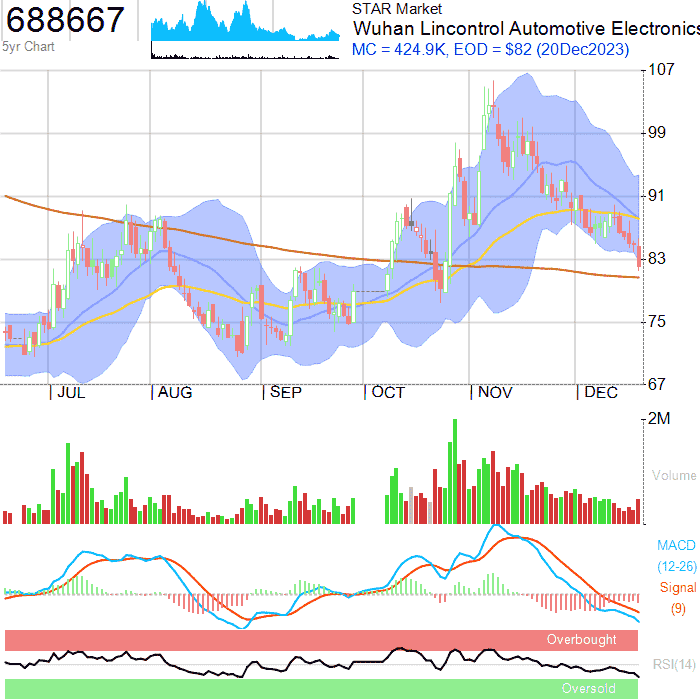 688667
5yr Chart
STAR Market
Wuhan Lincontrol Automotive Electronics
MC = 424.9K, EOD = $82 (20Dec2023)
107
99
91
83
75
67
JUL AUG SEP OCT NOV DEC
2M
Volume
MACD
(12-26)
Signal
(9)
Overbought
RSI(14)
Oversold